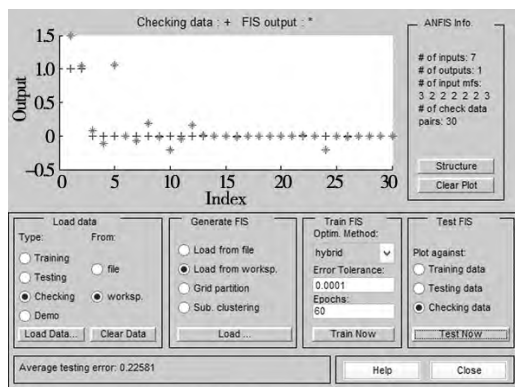 Checking data : + FIS output : *
1.5
1.0
0.5
0
−0.5
Output
0 5 10 15 20 25 30
Index
ANFIS Info.
# of inputs: 7
# of outputs: 1
# of input mfs:
3 2 2 2 2 2 3
# of check data
pairs: 30
Structure
Clear Plot
Load data
Type: From:
Training
Testing
Checking
Demo
file
worksp.
Load Data... Clear Data
Generate FIS
Load from file
Load from worksp.
Grid partition
Sub. clustering
Load ...
Train FIS
Optim. Method:
hybrid
Error Tolerance:
0.0001
Epochs:
60
Train Now
Test FIS
Plot against:
Training data
Testing data
Checking data
Test Now
Average testing error: 0.22581
Help Close